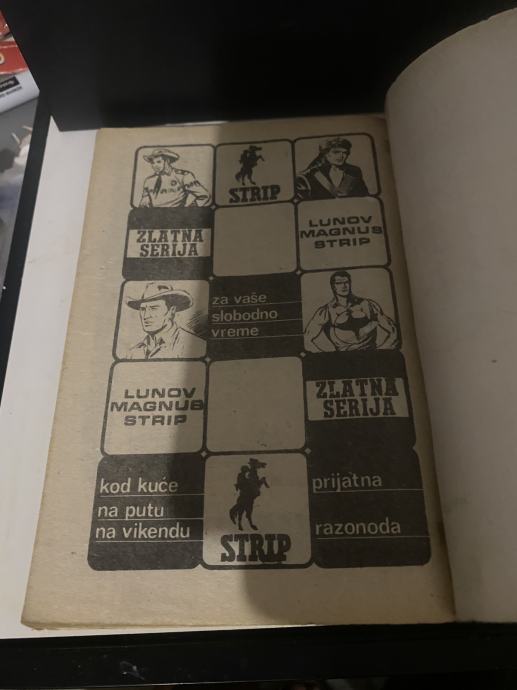 STRIP
ZLATNA
SERIJA
LUNOV
MAGNUS
STRIP
za vaše
slobodno
vreme
LUNOV
MAGNUS
STRIP
ZLATNA
SERIJA
kod kuće
na putu
na vikendu
STRIP
prijatna
razonoda